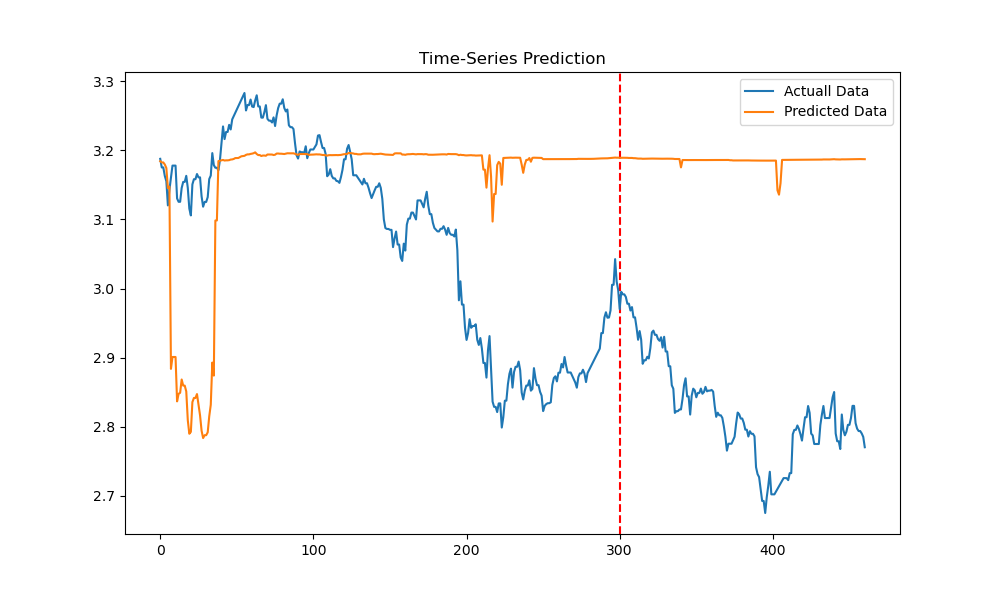 Time-Series Prediction
Actuall Data
Predicted Data
3.3
3.2
3.1
3.0
2.9
2.8
2.7
0 100 200 300 400